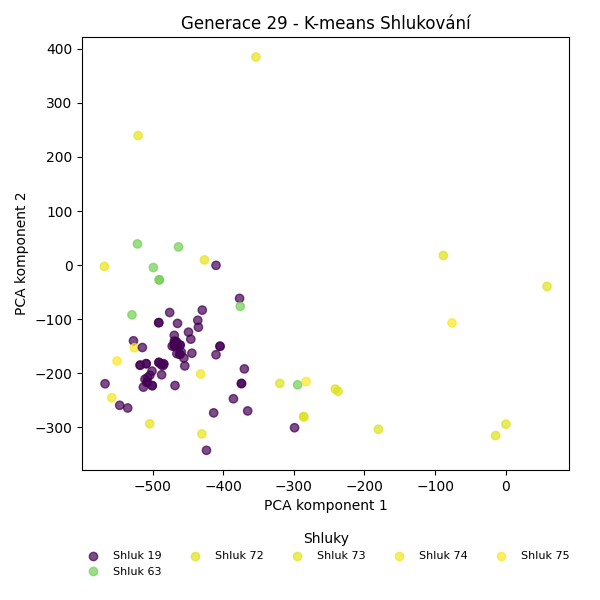 Generace 29 - K-means Shlukování
400
300
200
100
0
−100
−200
−300
PCA komponent 2
−500
−400
−300
−200
−100
0
PCA komponent 1
Shluky
Shluk 19
Shluk 72
Shluk 73
Shluk 74
Shluk 75
Shluk 63